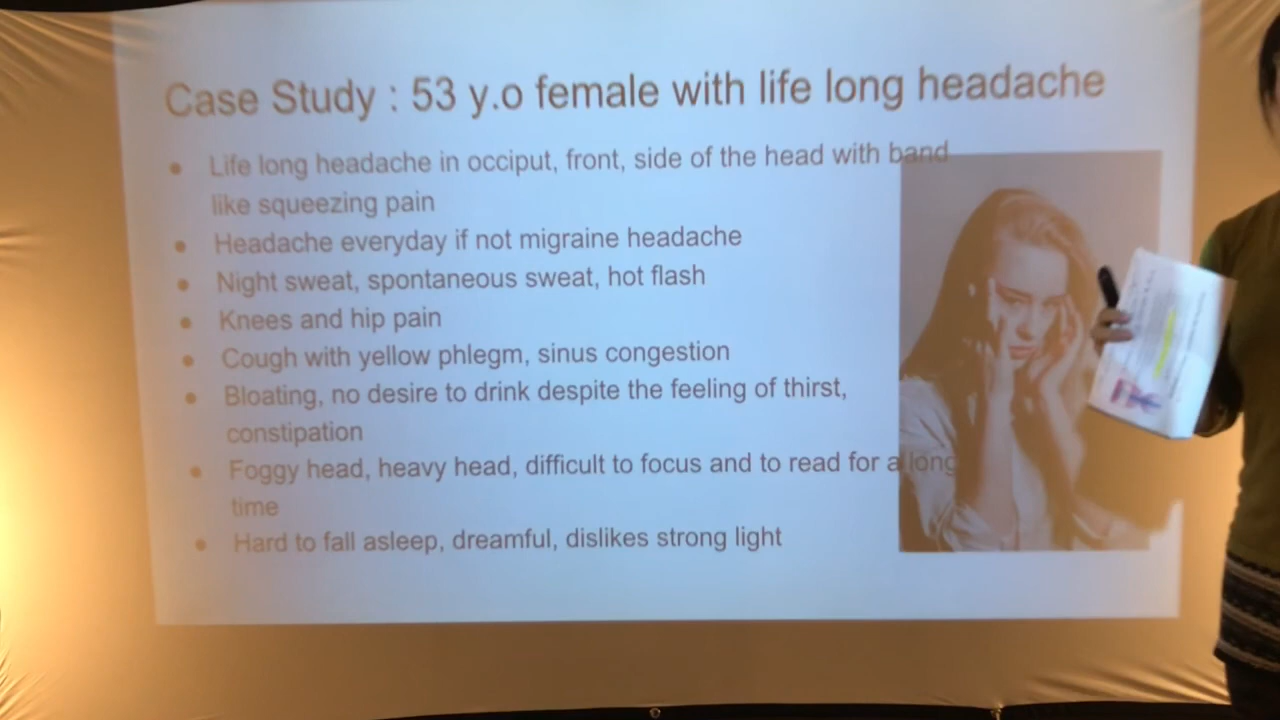 Case Study : 53 y.o female with life long headache
● Life long headache in occiput, front, side of the head with band
like squeezing pain
● Headache everyday if not migraine headache
● Night sweat, spontaneous sweat, hot flash
● Knees and hip pain
● Cough with yellow phlegm, sinus congestion
● Bloating, no desire to drink despite the feeling of thirst,
constipation
● Foggy head, heavy head, difficult to focus and to read for a long
time
● Hard to fall asleep, dreamful, dislikes strong light